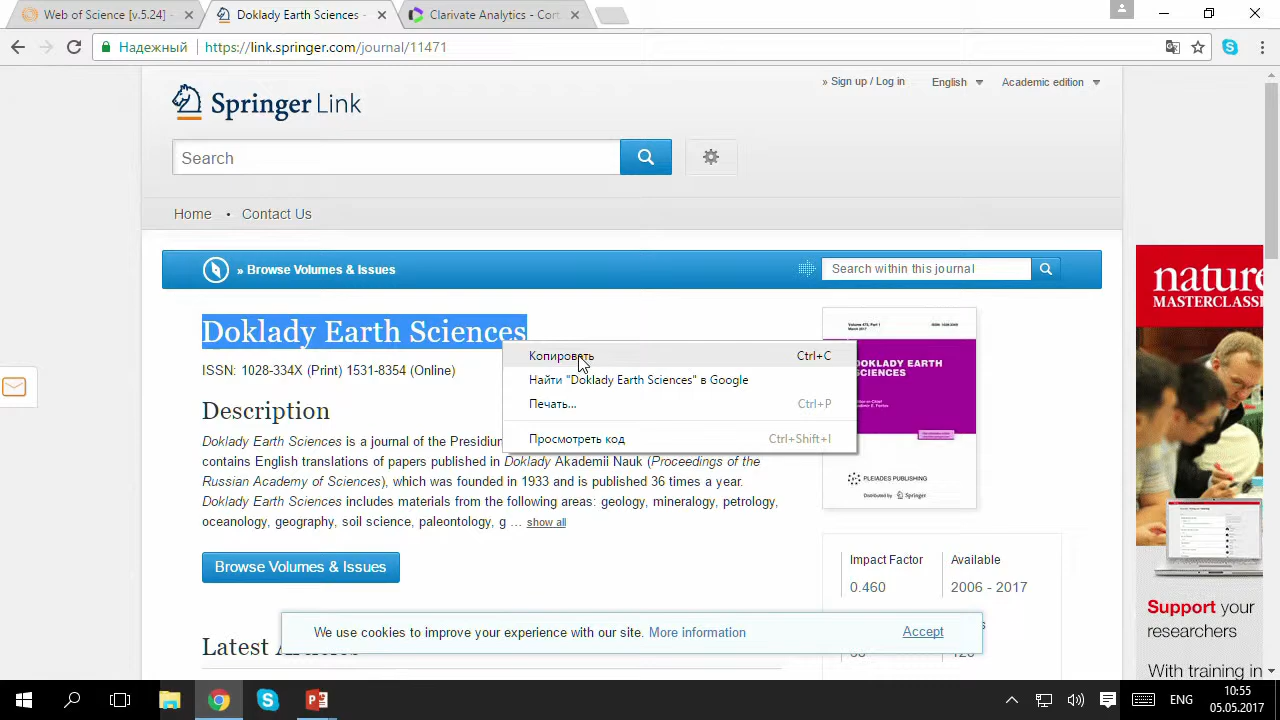 Web of Science [v.5.24] -
Doklady Earth Sciences -
Clarivate Analytics - Cort
Надежный
https://link.springer.com/journal/11471
» Sign up / Log in
English
Academic edition
Springer Link
Search
Home • Contact Us
» Browse Volumes & Issues
Search within this journal
Doklady Earth Sciences
ISSN: 1028-334X (Print) 1531-8354 (Online)
Description
Doklady Earth Sciences is a journal of the Presidiu
contains English translations of papers published in Doklady Akademii Nauk (Proceedings of the
Russian Academy of Sciences), which was founded in 1933 and is published 36 times a year.
Doklady Earth Sciences includes materials from the following areas: geology, mineralogy, petrology,
oceanology, geography, soil science, paleontology, g ... show all
Browse Volumes & Issues
Latest
Копировать Ctrl+C
Найти "Doklady Earth Sciences" в Google
Печать... Ctrl+P
Просмотреть код Ctrl+Shift+I
DOKLADY EARTH
SCIENCES
PLEIADES PUBLISHING
Distributed by Springer
Impact Factor
0.460
Available
2006 - 2017
We use cookies to improve your experience with our site. More information
Accept
nature
MASTERCLASSE
Support your
researchers
With training in
ENG
10:55
05.05.2017